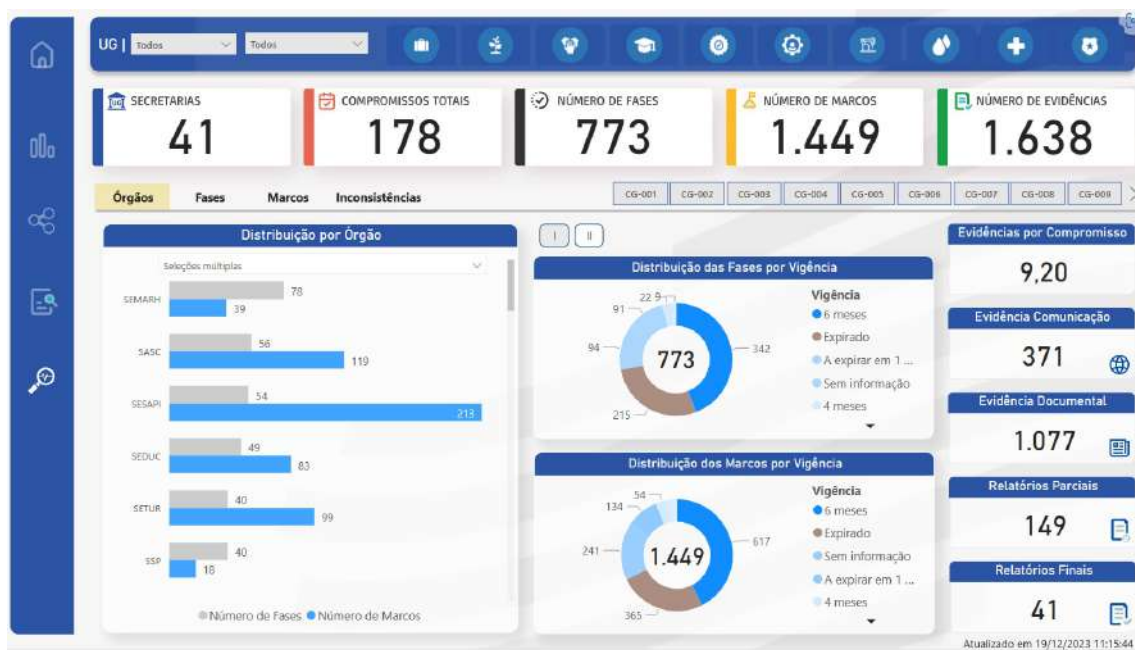 UG | Todos Todos
SECRETARIAS
41
COMPROMISSOS TOTAIS
178
NÚMERO DE FASES
773
NÚMERO DE MARCOS
1.449
NÚMERO DE EVIDÊNCIAS
1.638
Órgãos Fases Marcos Inconsistências
CG-001 CG-002 CG-003 CG-004 CG-005 CG-006 CG-007 CG-008 CG-009
Distribuição por Órgão
Seleções múltiplas
SEMARH 78
39
SASC 56
119
SESAPI 54
213
SEDUC 49
83
SETUR 40
99
SSP 40
18
Número de Fases Número de Marcos
I II
Distribuição das Fases por Vigência
773
342
215
94
91
22 9
Vigência
6 meses
Expirado
A expirar em 1 ...
Sem informação
4 meses
Distribuição dos Marcos por Vigência
1.449
617
365
241
134
54
Vigência
6 meses
Expirado
Sem informação
A expirar em 1 ...
4 meses
Evidências por Compromisso
9,20
Evidência Comunicação
371
Evidência Documental
1.077
Relatórios Parciais
149
Relatórios Finais
41
Atualizado em 19/12/2023 11:15:44